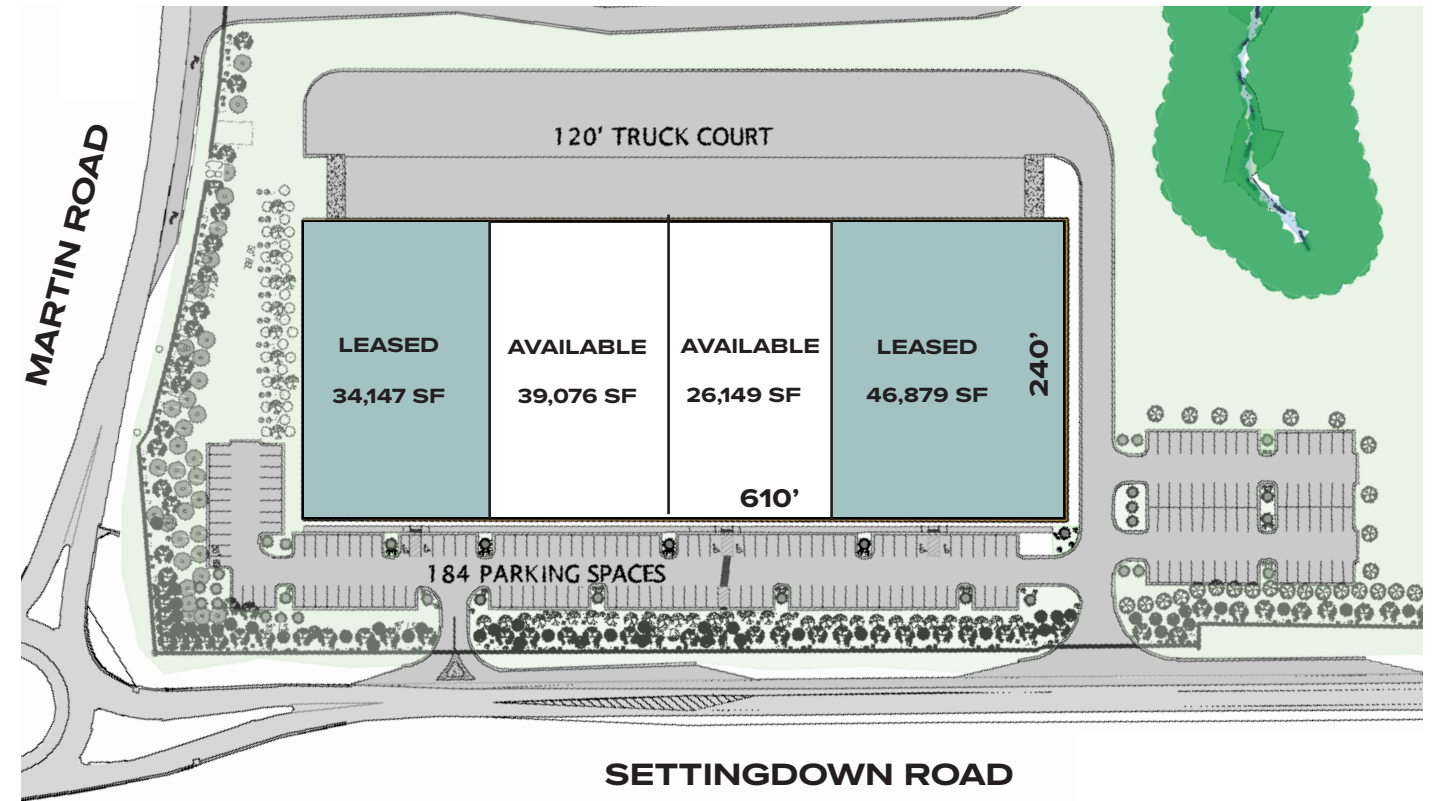 120' TRUCK COURT
MARTIN ROAD
LEASED
34,147 SF
AVAILABLE
39,076 SF
AVAILABLE
26,149 SF
LEASED
46,879 SF
240'
610'
184 PARKING SPACES
SETTINGDOWN ROAD